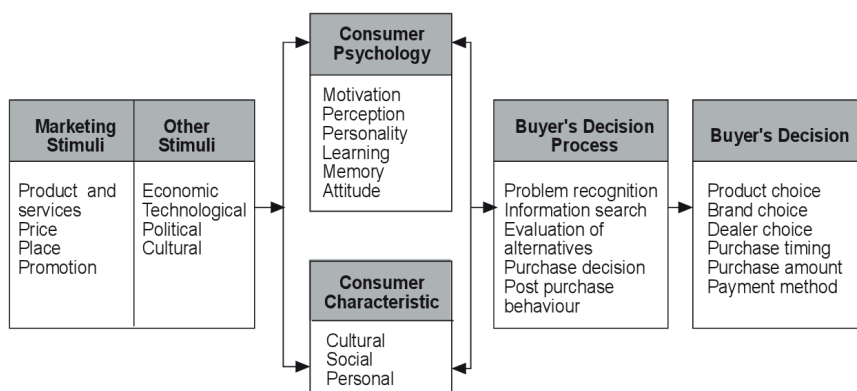 Marketing
Stimuli
Other
Stimuli
Product and
services
Price
Place
Promotion
Economic
Technological
Political
Cultural
Consumer
Psychology
Motivation
Perception
Personality
Learning
Memory
Attitude
Consumer
Characteristic
Cultural
Social
Personal
Buyer's Decision
Process
Problem recognition
Information search
Evaluation of
alternatives
Purchase decision
Post purchase
behaviour
Buyer's Decision
Product choice
Brand choice
Dealer choice
Purchase timing
Purchase amount
Payment method